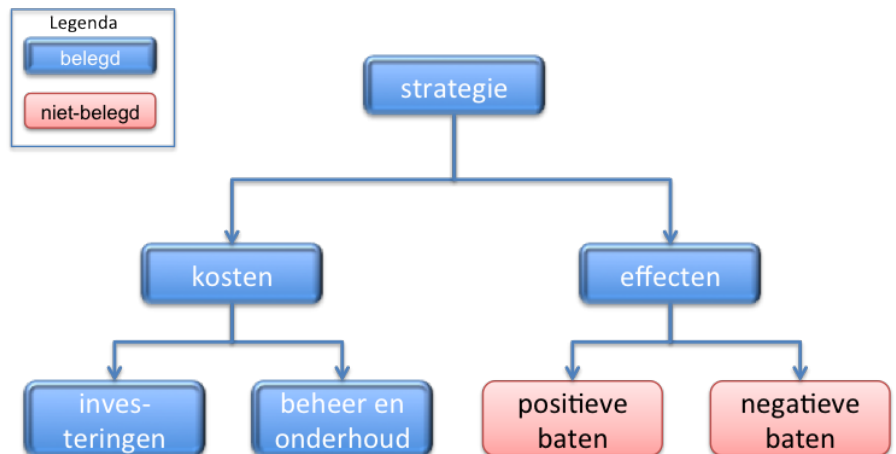 Legenda
belegd
niet-belegd
strategie
kosten
effecten
inves-
teringen
beheer en
onderhoud
positieve
baten
negatieve
baten